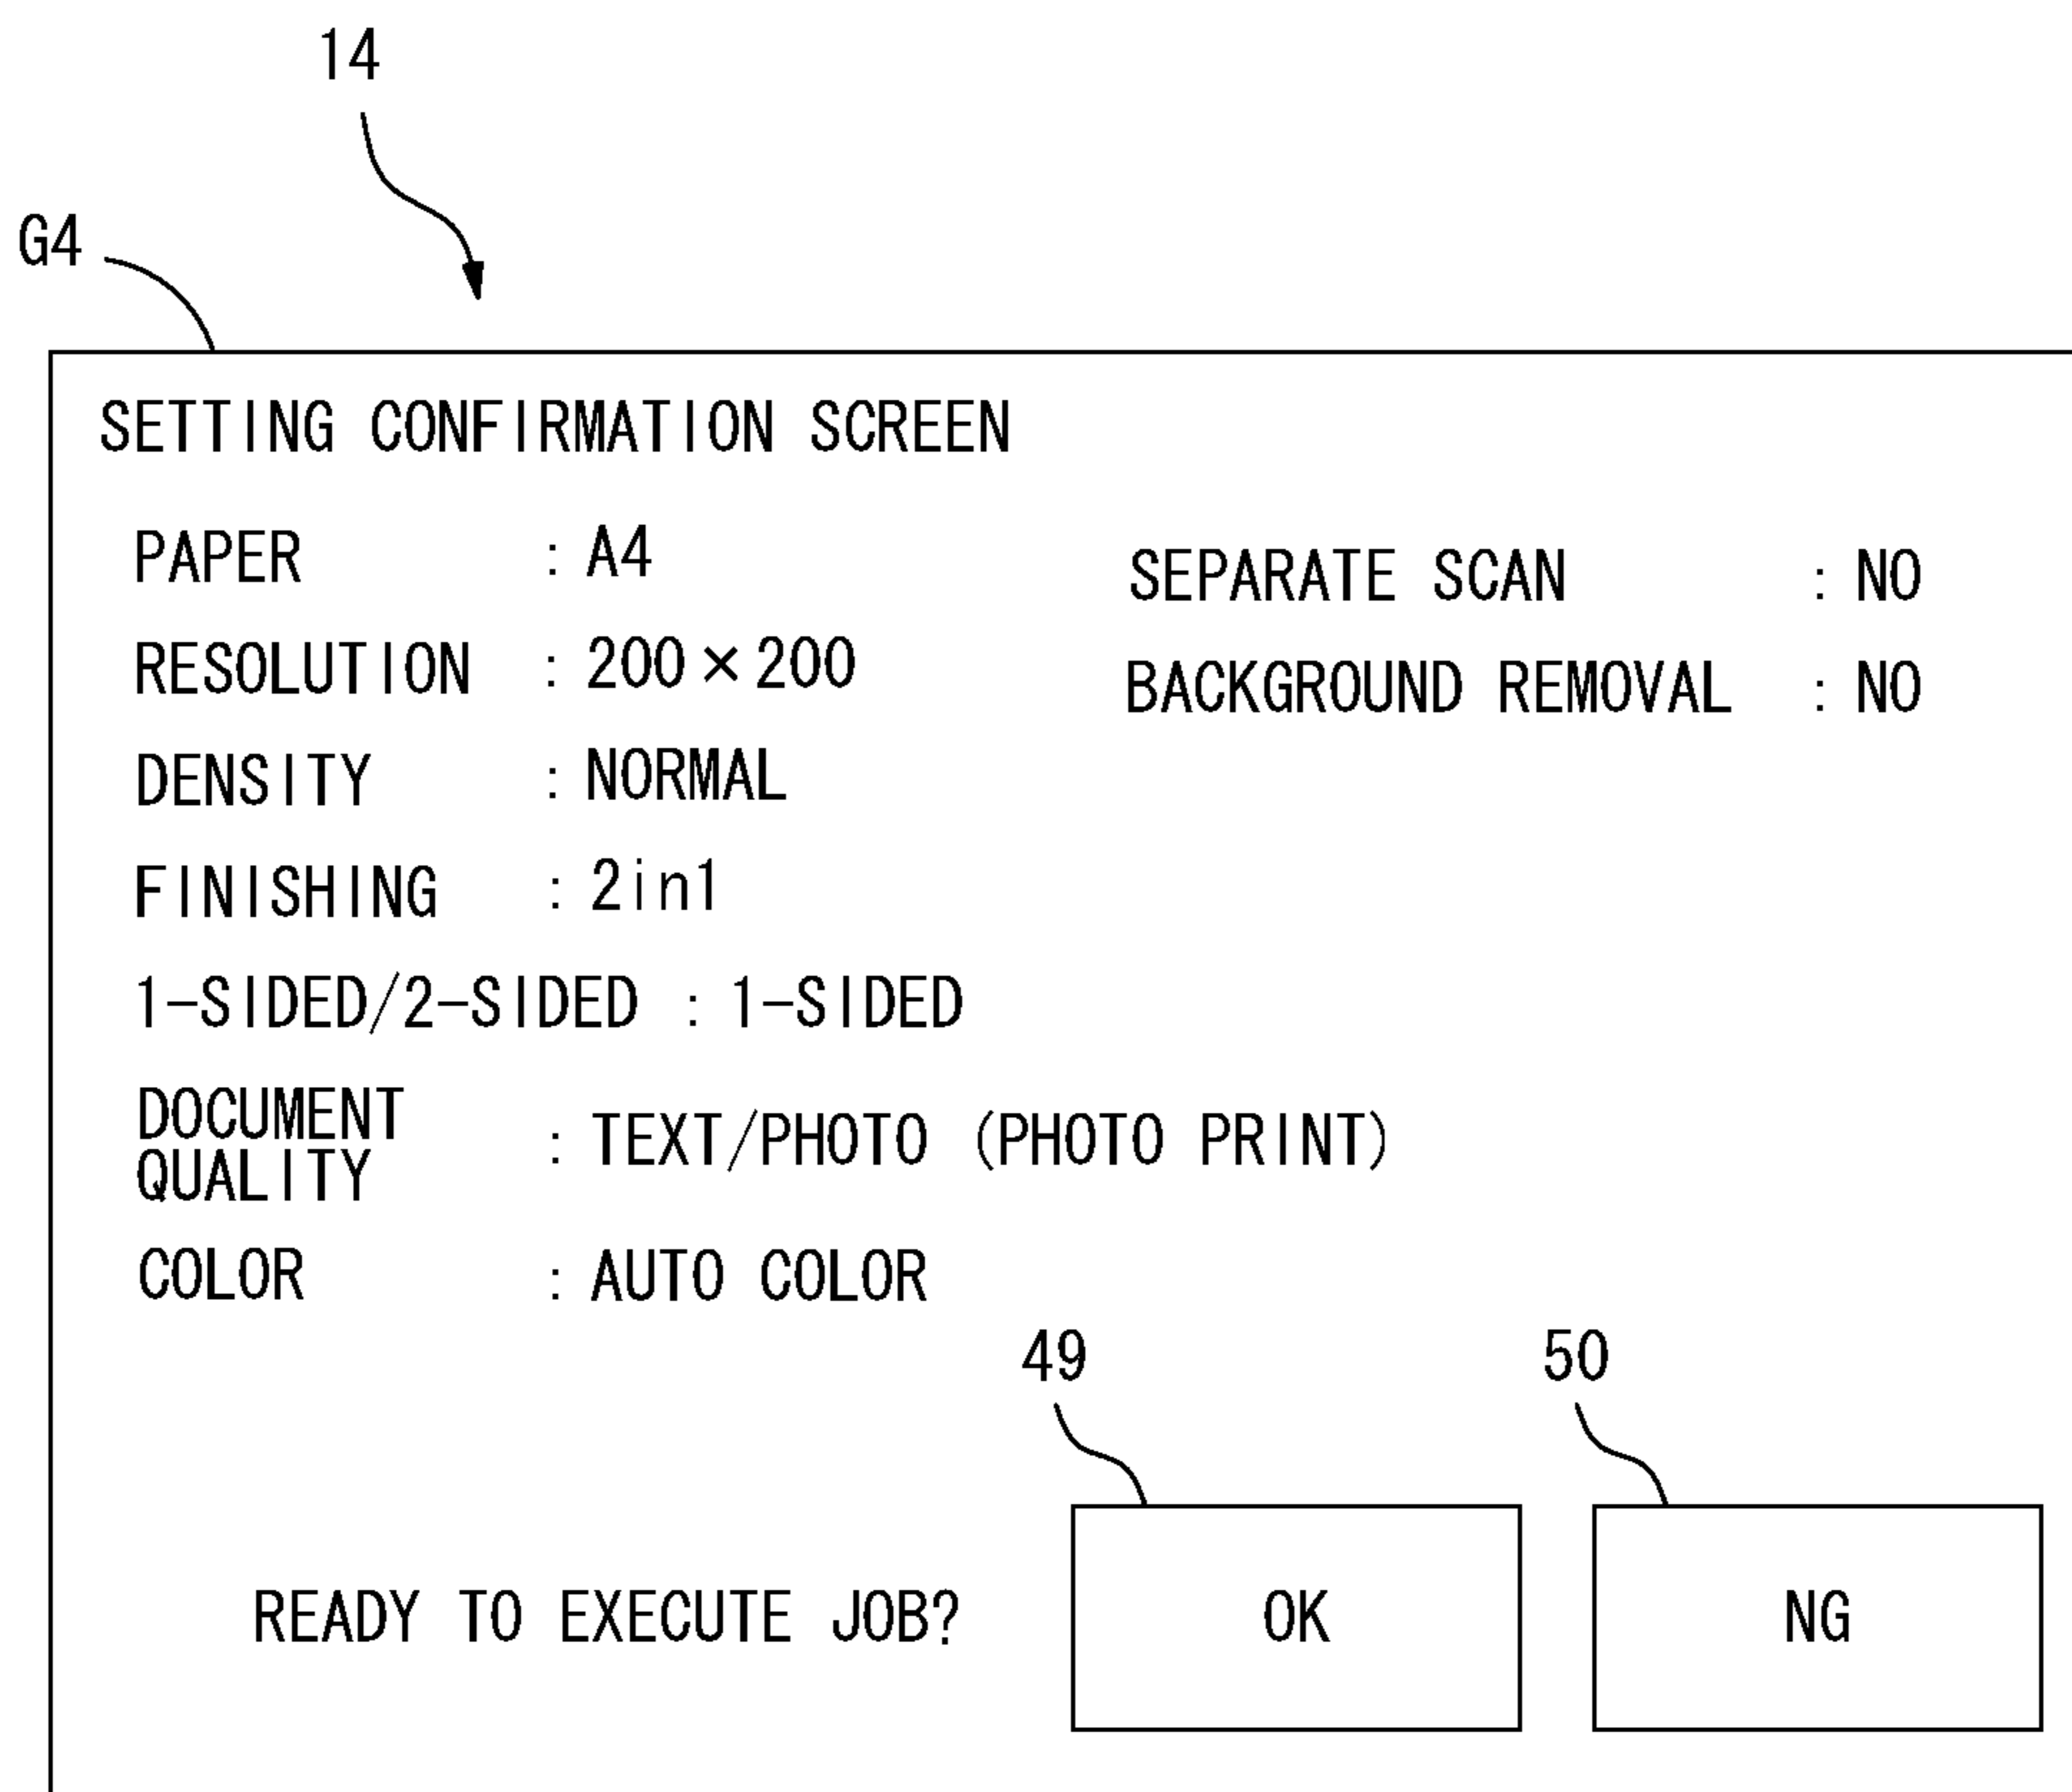 14
G4
SETTING CONFIRMATION SCREEN
PAPER : A4
SEPARATE SCAN : NO
RESOLUTION : 200×200
BACKGROUND REMOVAL : NO
DENSITY : NORMAL
FINISHING : 2in1
1-SIDED/2-SIDED : 1-SIDED
DOCUMENT
QUALITY : TEXT/PHOTO (PHOTO PRINT)
COLOR : AUTO COLOR
49
50
READY TO EXECUTE JOB?
OK
NG